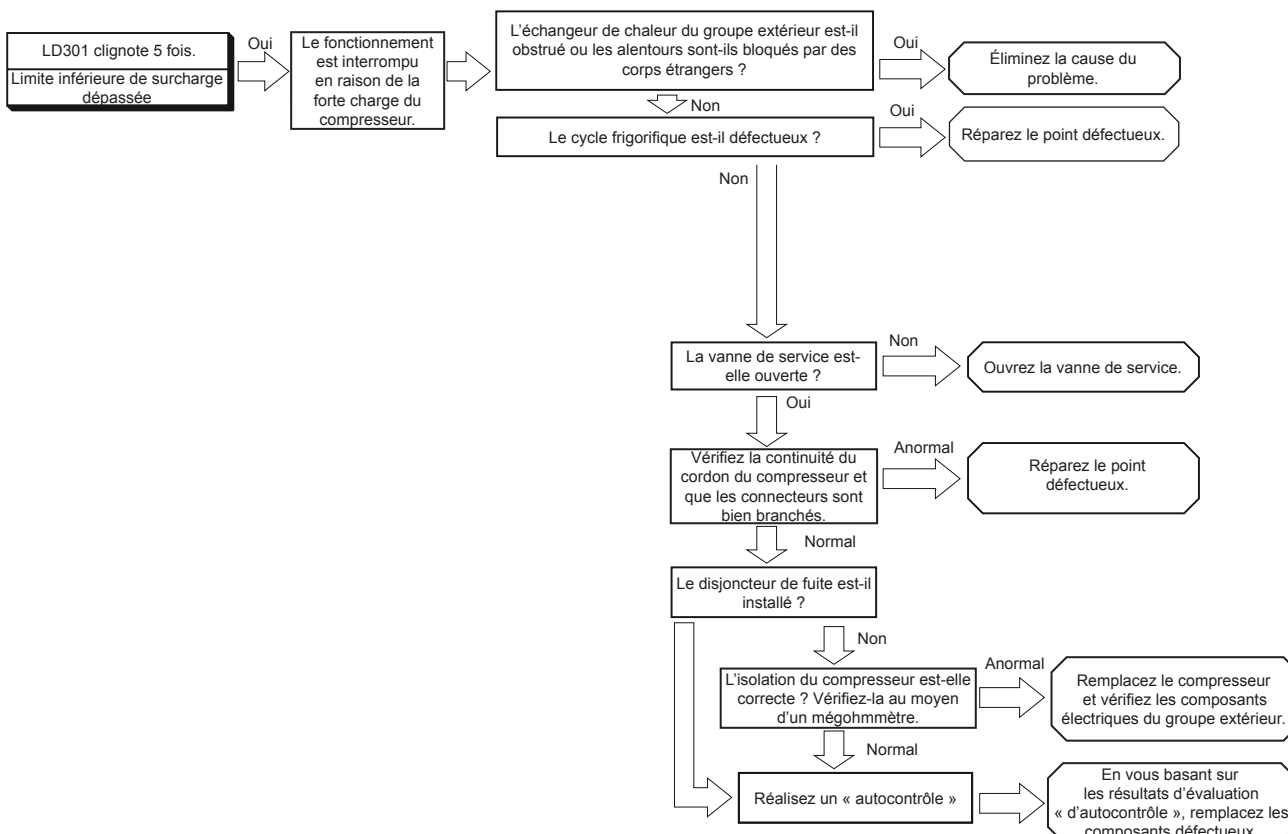 LD301 clignote 5 fois.
Limite inférieure de surcharge
dépassée
Oui
Le fonctionnement
est interrompu
en raison de la
forte charge du
compresseur.
L'échangeur de chaleur du groupe extérieur est-il
obstrué ou les alentours sont-ils bloqués par des
corps étrangers ?
Oui
Éliminez la cause du
problème.
Non
Le cycle frigorifique est-il défectueux ?
Oui
Réparez le point défectueux.
Non
La vanne de service est-
elle ouverte ?
Non
Ouvrez la vanne de service.
Oui
Vérifiez la continuité du
cordon du compresseur et
que les connecteurs sont
bien branchés.
Anormal
Réparez le point
défectueux.
Normal
Le disjoncteur de fuite est-il
installé ?
Non
L'isolation du compresseur est-elle
correcte ? Vérifiez-la au moyen
d'un mégohmmètre.
Anormal
Remplacez le compresseur
et vérifiez les composants
électriques du groupe extérieur.
Normal
Réalisez un « autocontrôle »
En vous basant sur
les résultats d'évaluation
« d'autocontrôle », remplacez les
composants défectueux